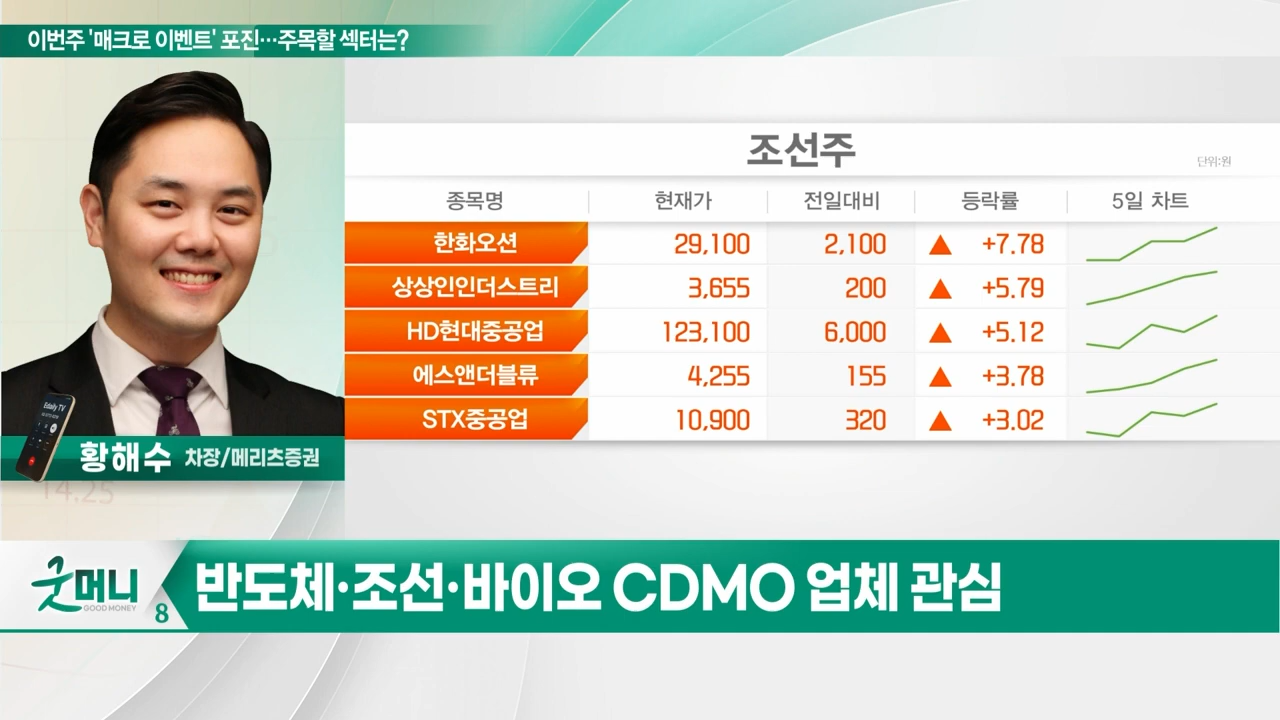 이번주 '매크로 이벤트' 포진…주목할 섹터는?
조선주
단위:원
종목명 현재가 전일대비 등락률 5일 차트
한화오션 29,100 2,100 ▲ +7.78
상상인인더스트리 3,655 200 ▲ +5.79
HD현대중공업 123,100 6,000 ▲ +5.12
에스앤더블류 4,255 155 ▲ +3.78
STX중공업 10,900 320 ▲ +3.02
Edaily TV
황해수 차장/메리츠증권
14.25
굿머니
GOOD MONEY
8
반도체·조선·바이오 CDMO 업체 관심